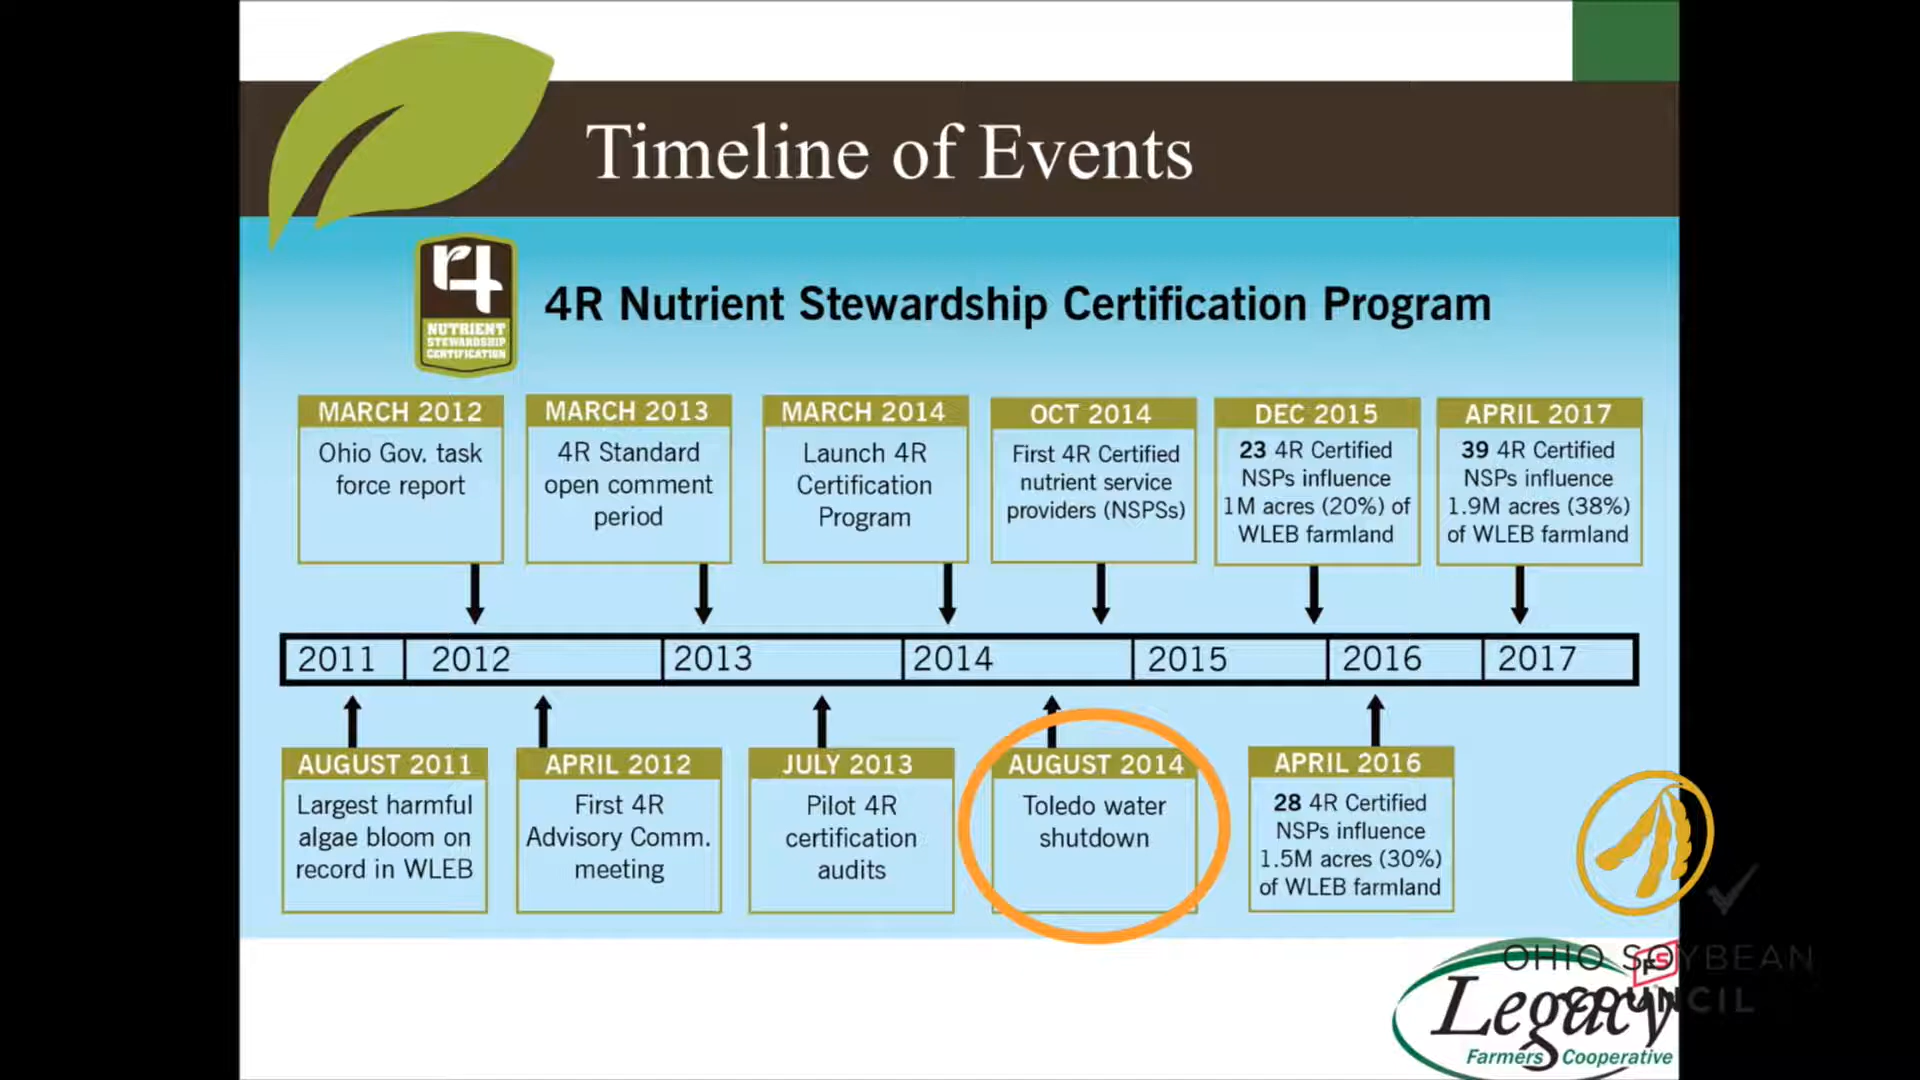 Timeline of Events
r4
NUTRIENT
STEWARDSHIP
CERTIFICATION
4R Nutrient Stewardship Certification Program
MARCH 2012
Ohio Gov. task
force report
MARCH 2013
4R Standard
open comment
period
MARCH 2014
Launch 4R
Certification
Program
OCT 2014
First 4R Certified
nutrient service
providers (NSPSs)
DEC 2015
23 4R Certified
NSPs influence
1M acres (20%) of
WLEB farmland
APRIL 2017
39 4R Certified
NSPs influence
1.9M acres (38%)
of WLEB farmland
2011 2012 2013 2014 2015 2016 2017
AUGUST 2011
Largest harmful
algae bloom on
record in WLEB
APRIL 2012
First 4R
Advisory Comm.
meeting
JULY 2013
Pilot 4R
certification
audits
AUGUST 2014
Toledo water
shutdown
APRIL 2016
28 4R Certified
NSPs influence
1.5M acres (30%)
of WLEB farmland
OHIO SOYBEAN
COUNCIL
FS
Legacy
Farmers Cooperative